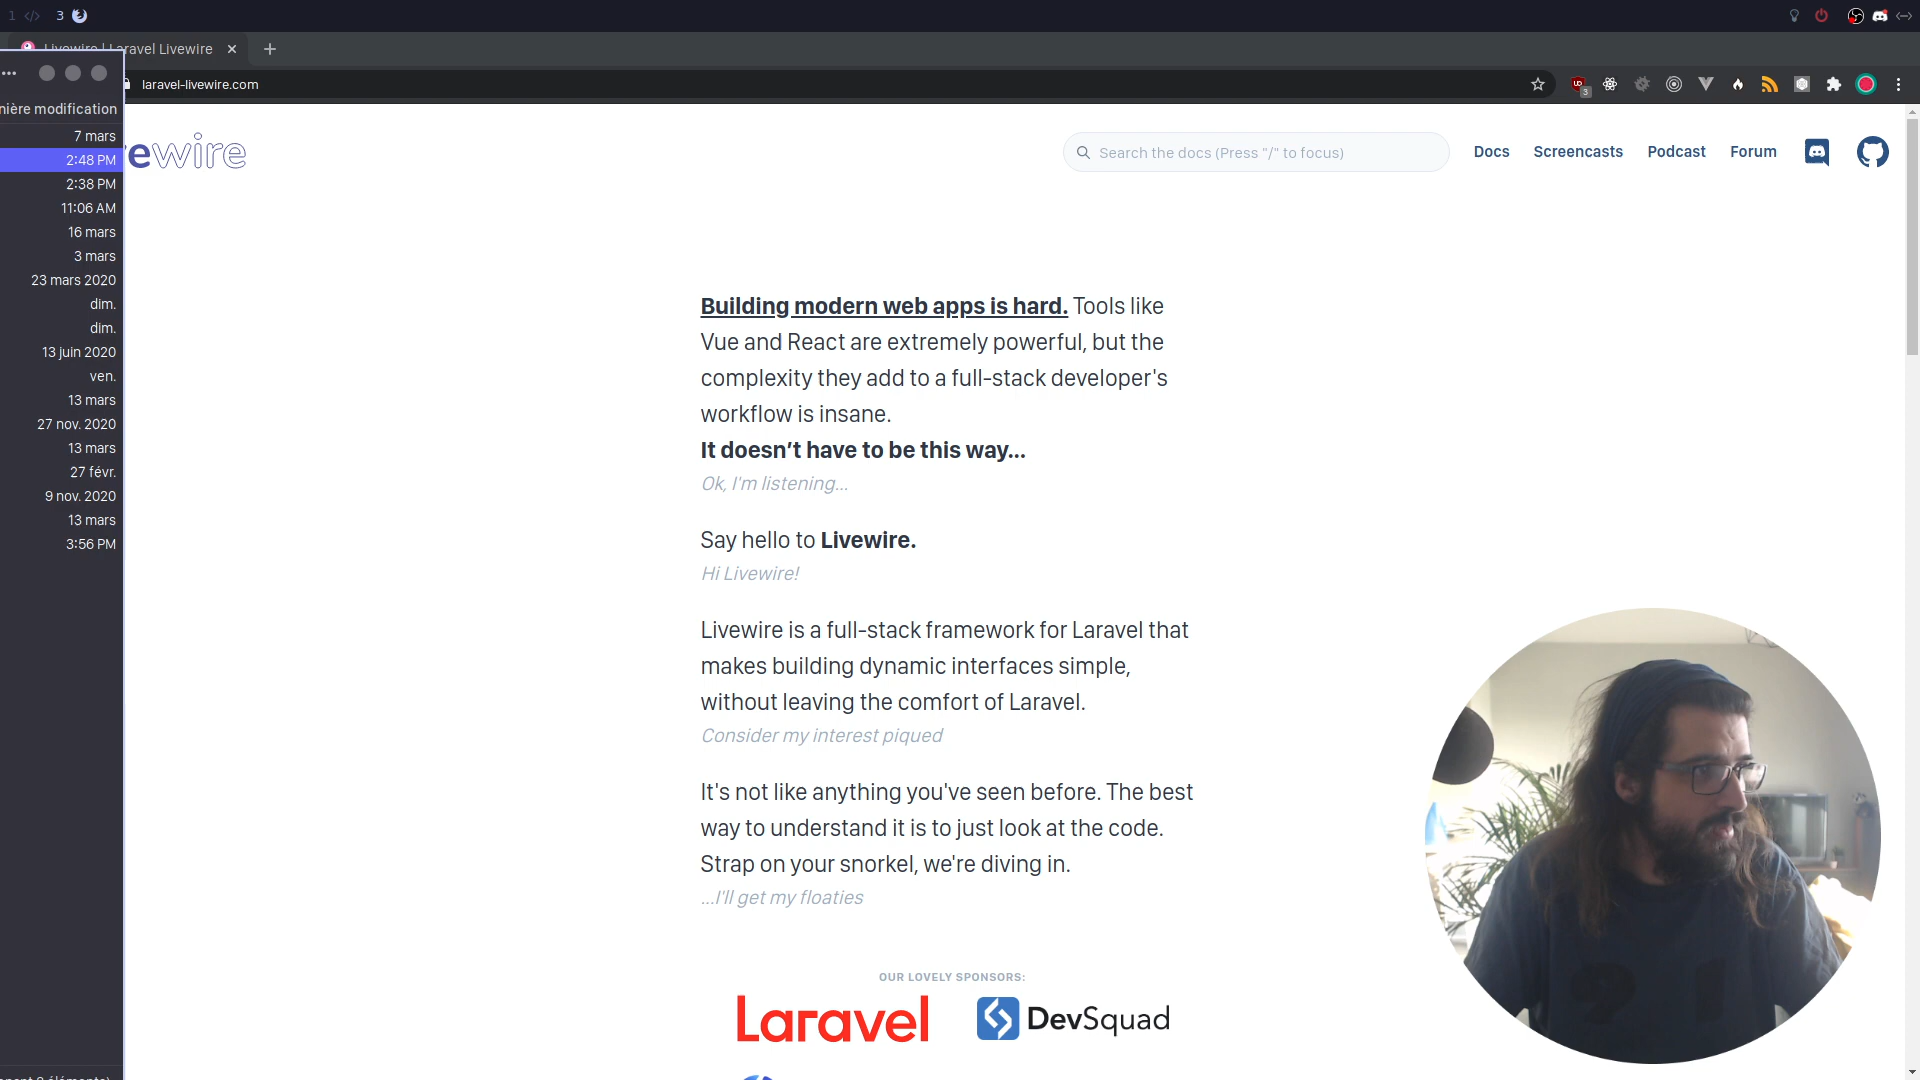 1 3
Livewire | Laravel Livewire
laravel-livewire.com
3
nière modification
7 mars
2:48 PM
2:38 PM
11:06 AM
16 mars
3 mars
23 mars 2020
dim.
dim.
13 juin 2020
ven.
13 mars
27 nov. 2020
13 mars
27 févr.
9 nov. 2020
13 mars
3:56 PM
ewire
Search the docs (Press "/" to focus)
Docs
Screencasts
Podcast
Forum
Building modern web apps is hard. Tools like
Vue and React are extremely powerful, but the
complexity they add to a full-stack developer's
workflow is insane.
It doesn’t have to be this way...
Ok, I'm listening...
Say hello to Livewire.
Hi Livewire!
Livewire is a full-stack framework for Laravel that
makes building dynamic interfaces simple,
without leaving the comfort of Laravel.
Consider my interest piqued
It's not like anything you've seen before. The best
way to understand it is to just look at the code.
Strap on your snorkel, we're diving in.
...I'll get my floaties
OUR LOVELY SPONSORS:
Laravel
DevSquad